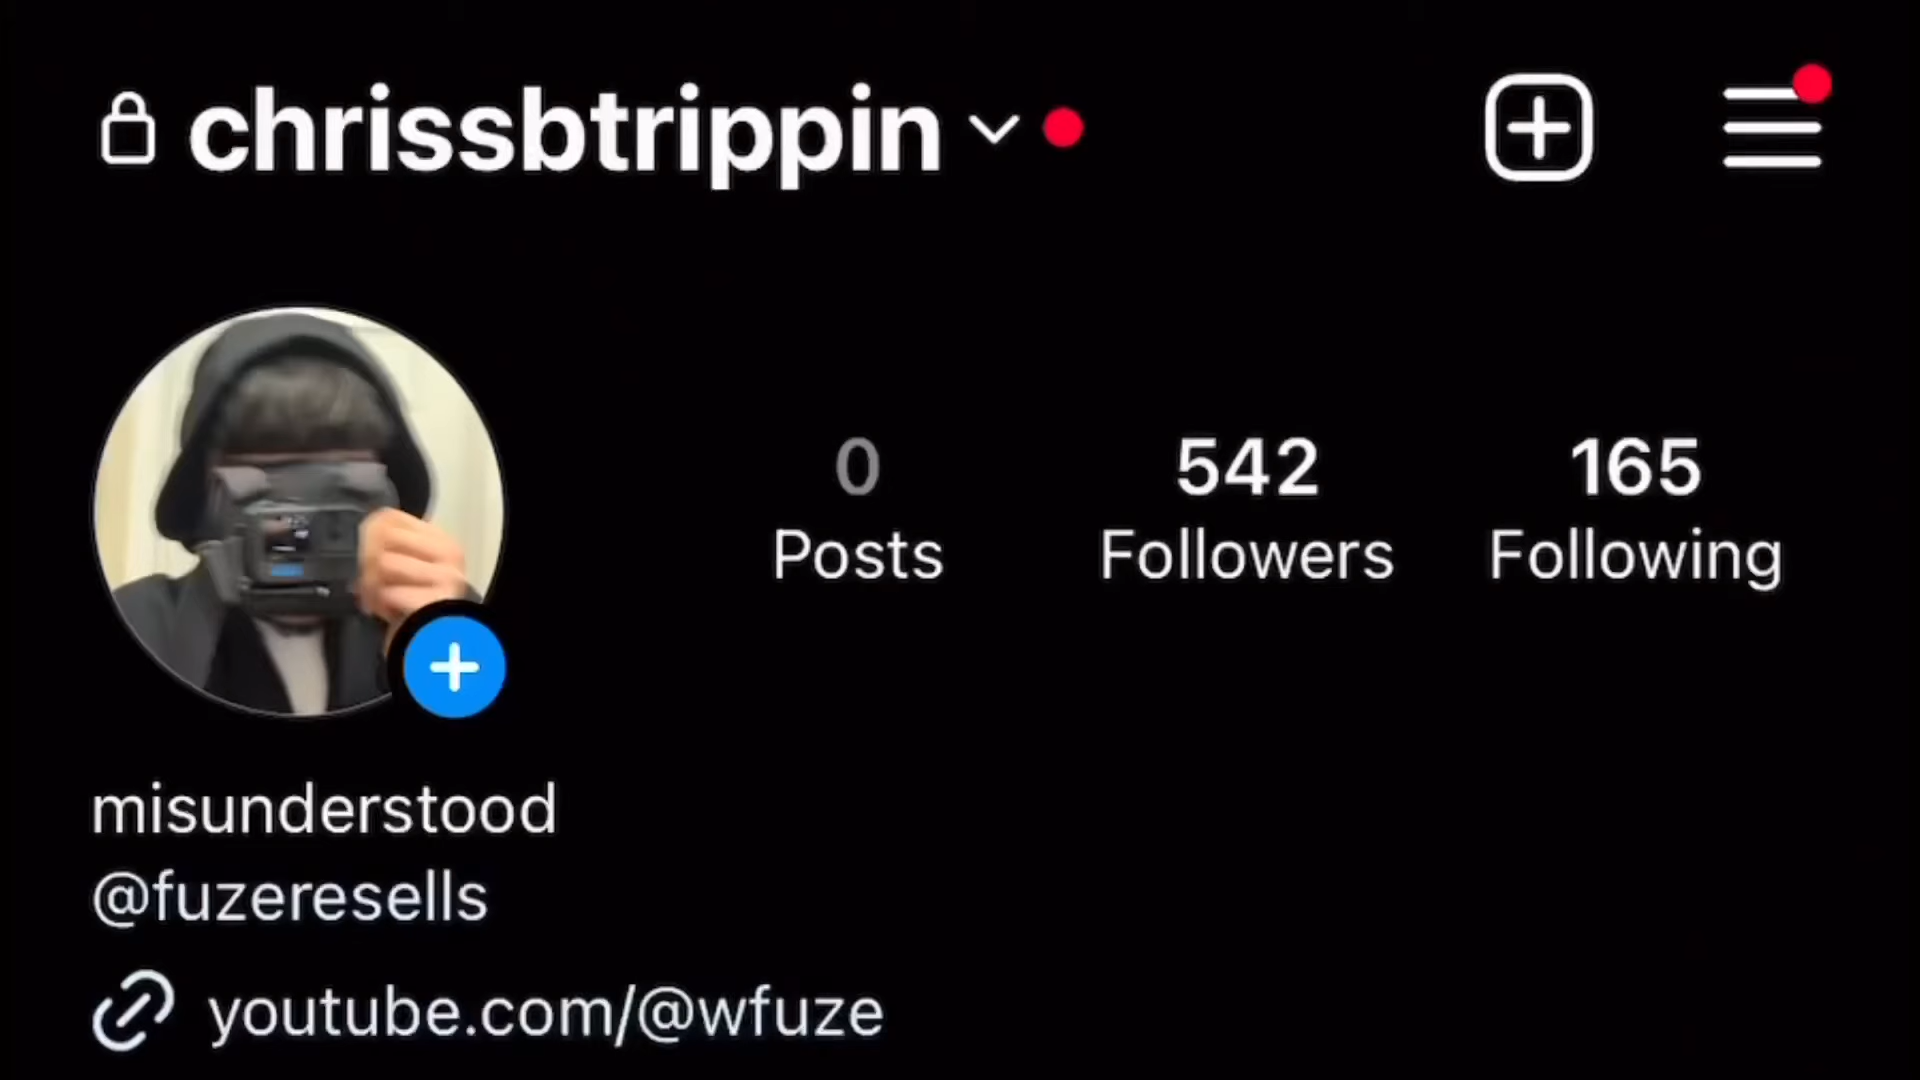 chrissbtrippin
0 542 165
Posts Followers Following
misunderstood
@fuzeresells
youtube.com/@wfuze